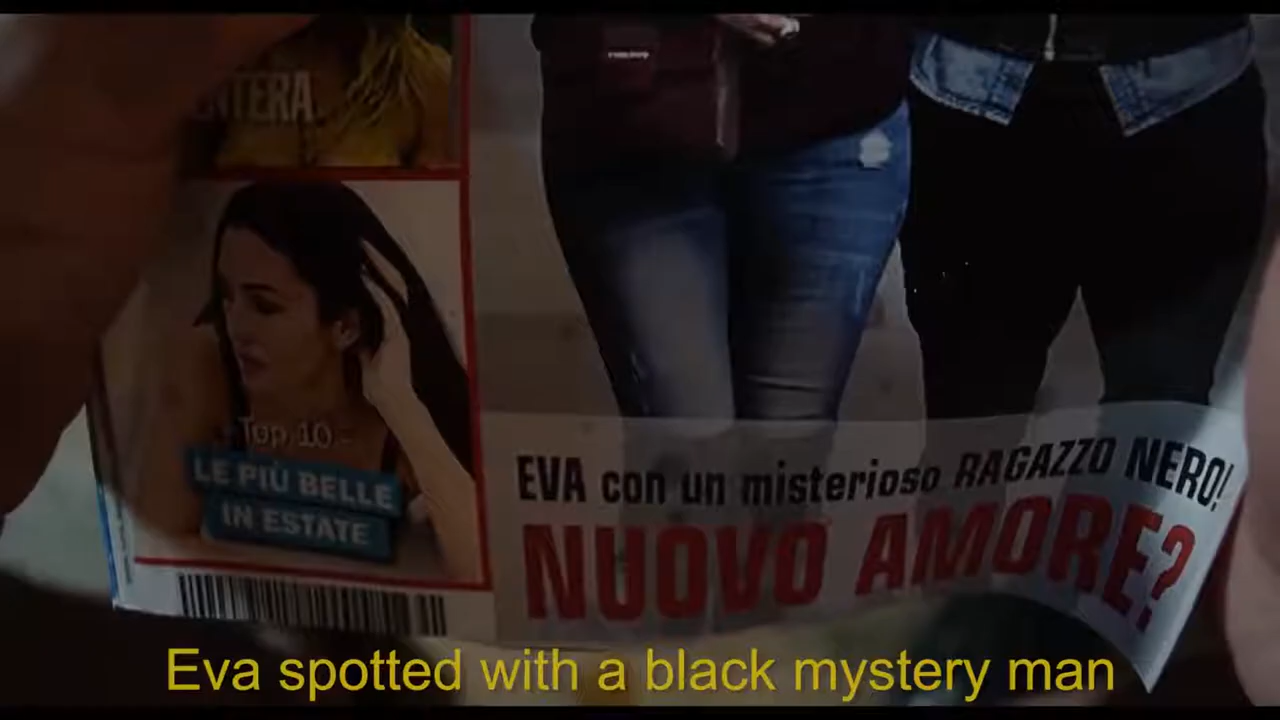 NTERA
Top 10
LE PIÙ BELLE
IN ESTATE
EVA con un misterioso RAGAZZO NERO!
NUOVO AMORE?
Eva spotted with a black mystery man